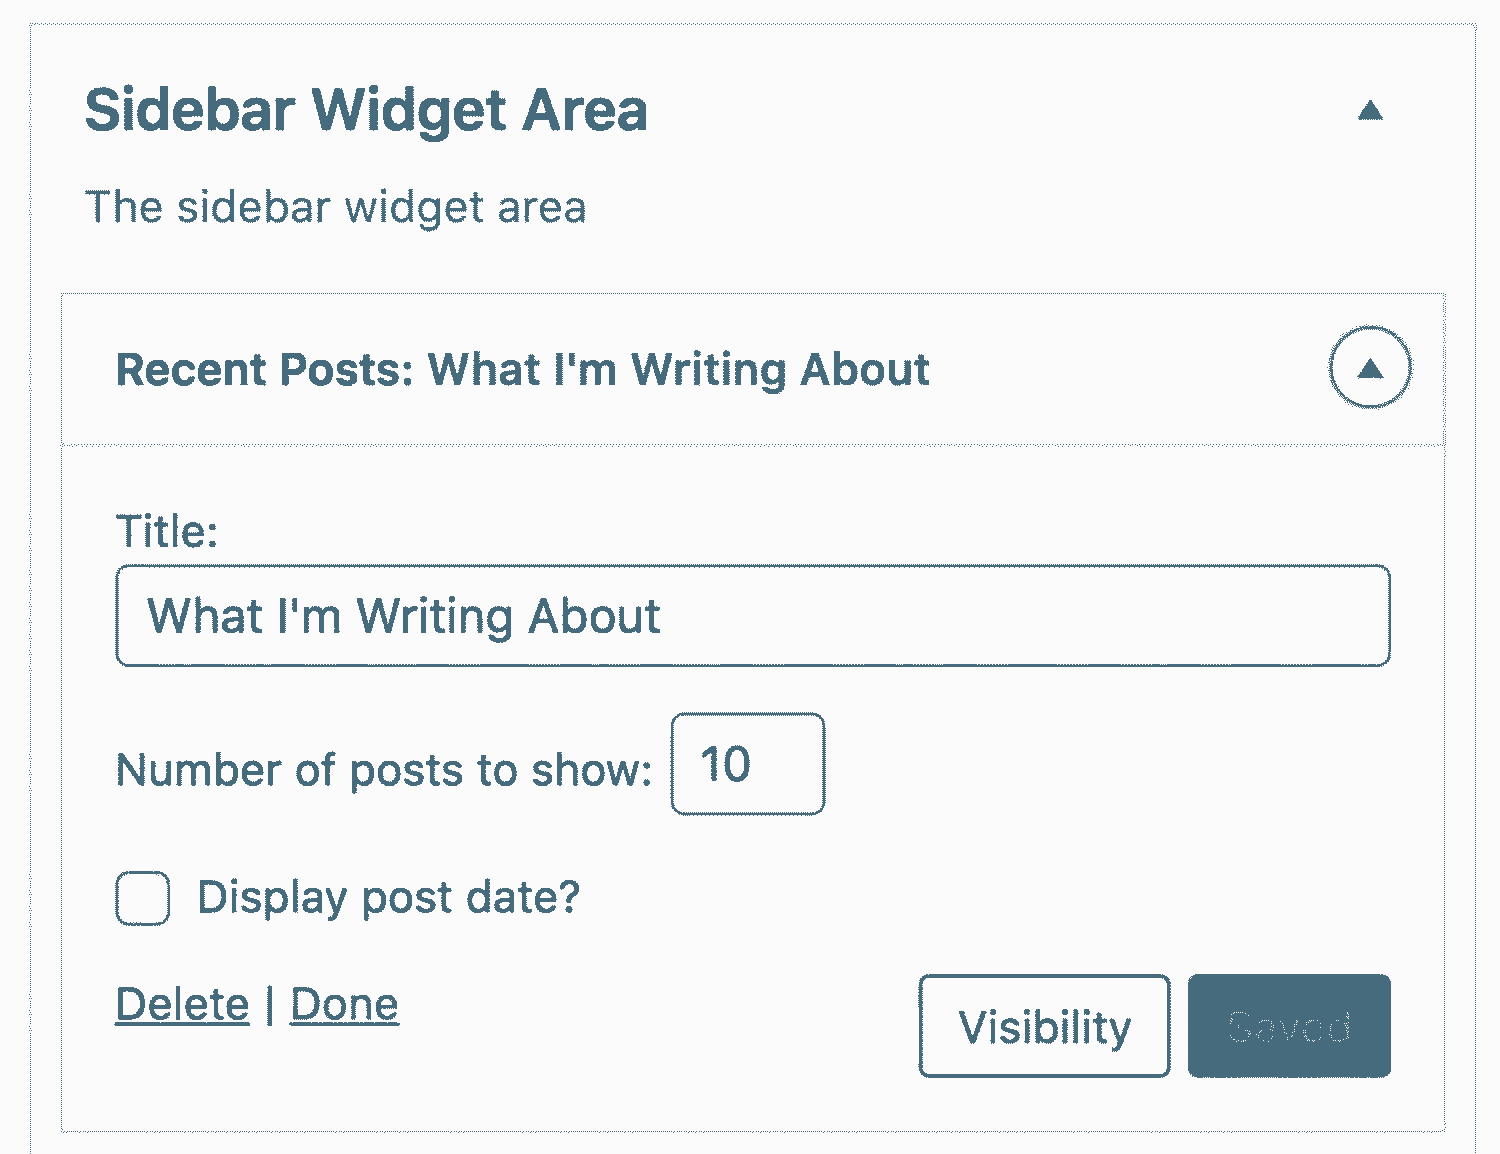 Sidebar Widget Area
The sidebar widget area
Recent Posts: What I'm Writing About
Title:
What I'm Writing About
Number of posts to show: 10
Display post date?
Delete | Done
Visibility
Saved